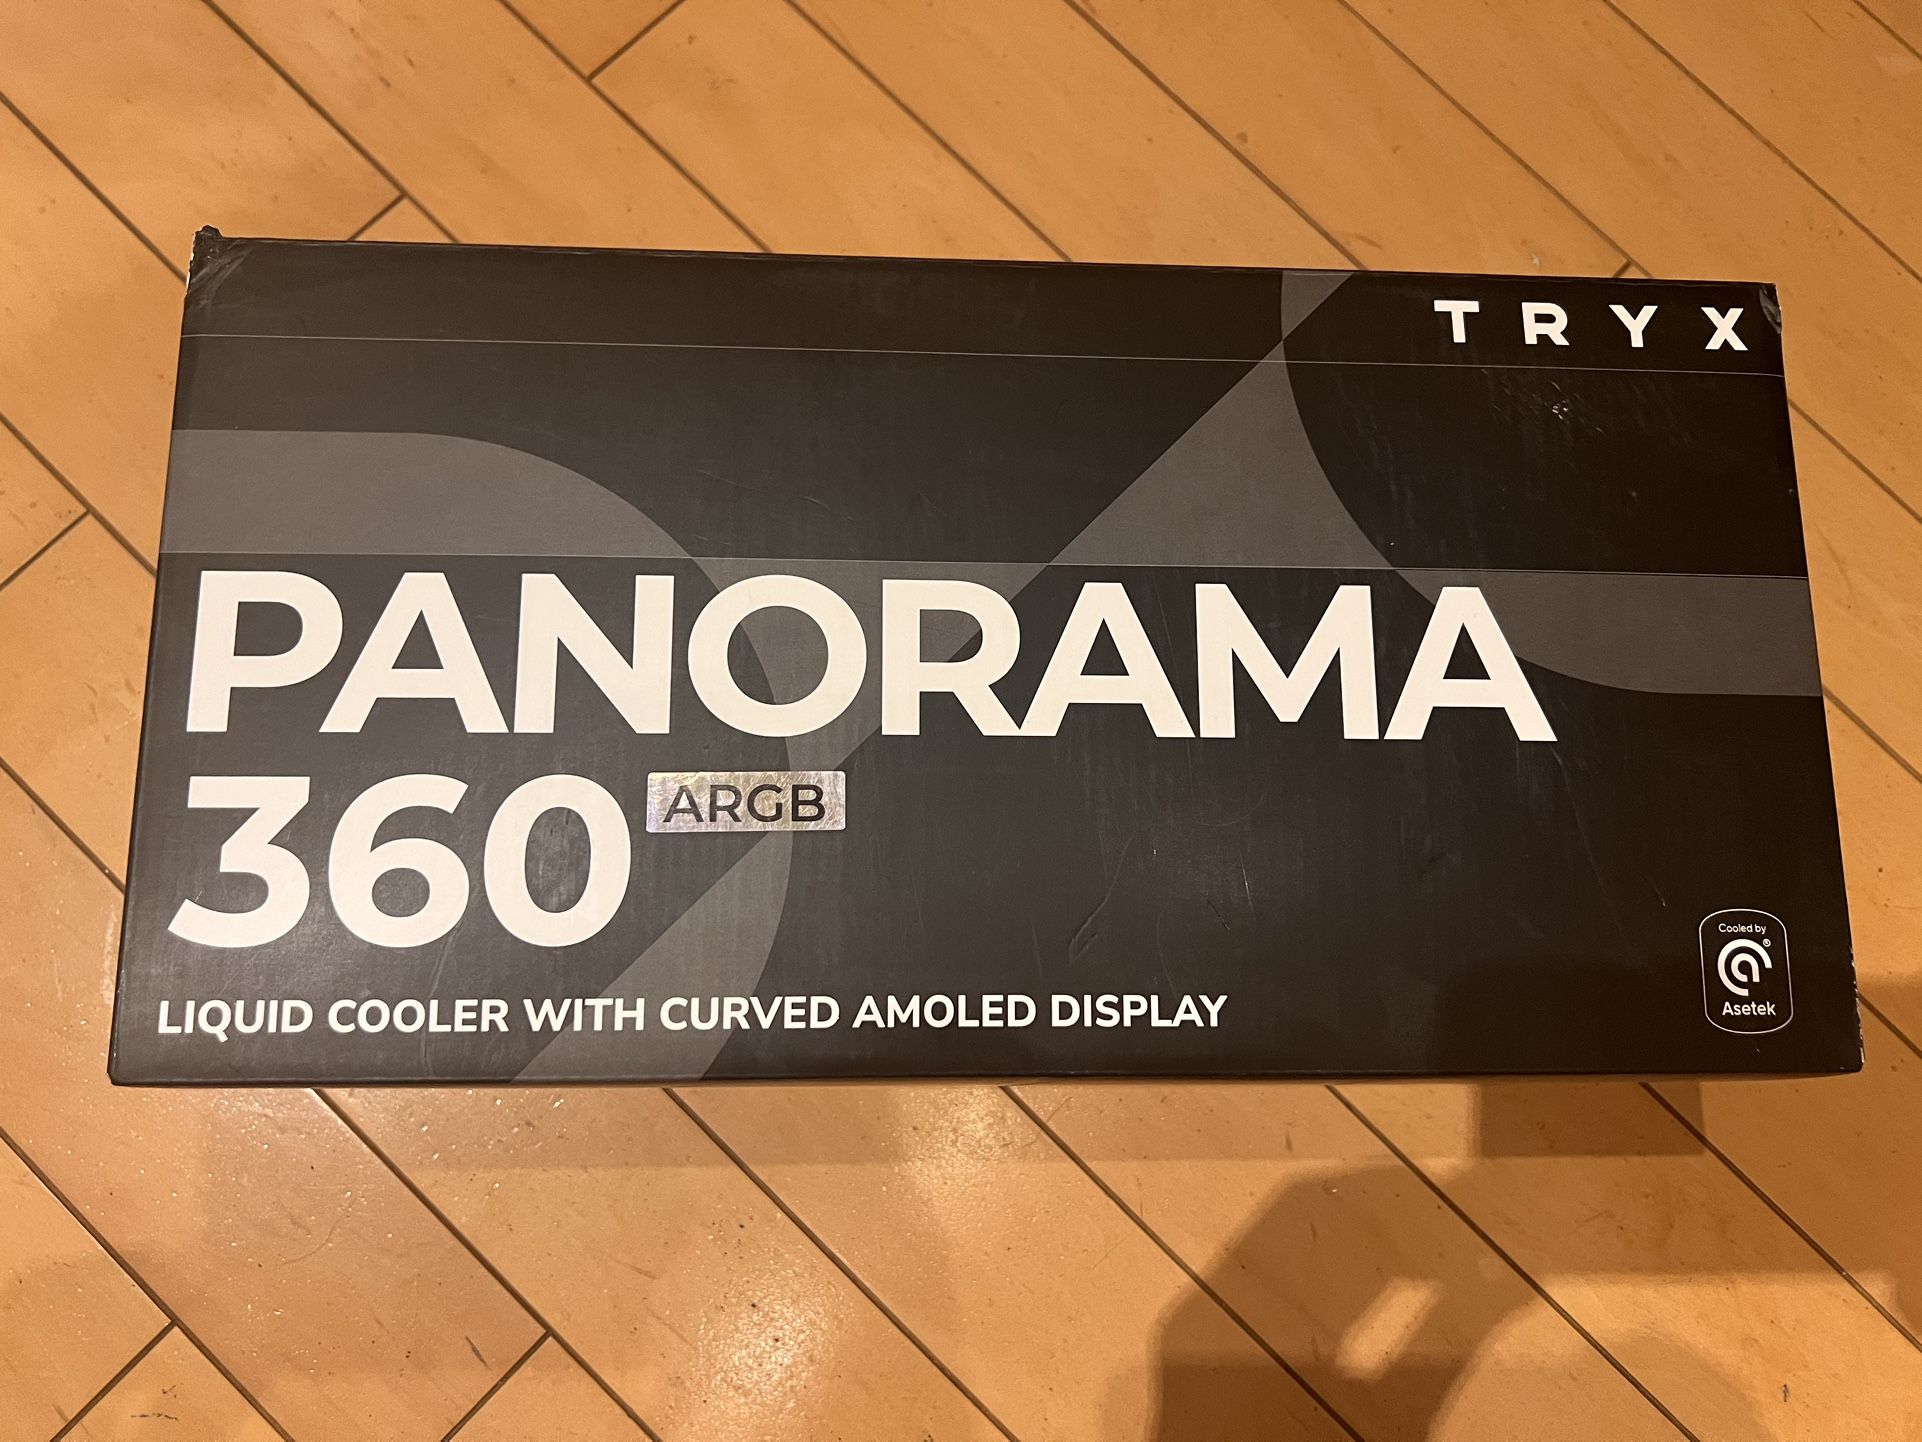 TRYX
PANORAMA
360 ARGB
LIQUID COOLER WITH CURVED AMOLED DISPLAY
Cooled by
®
Asetek